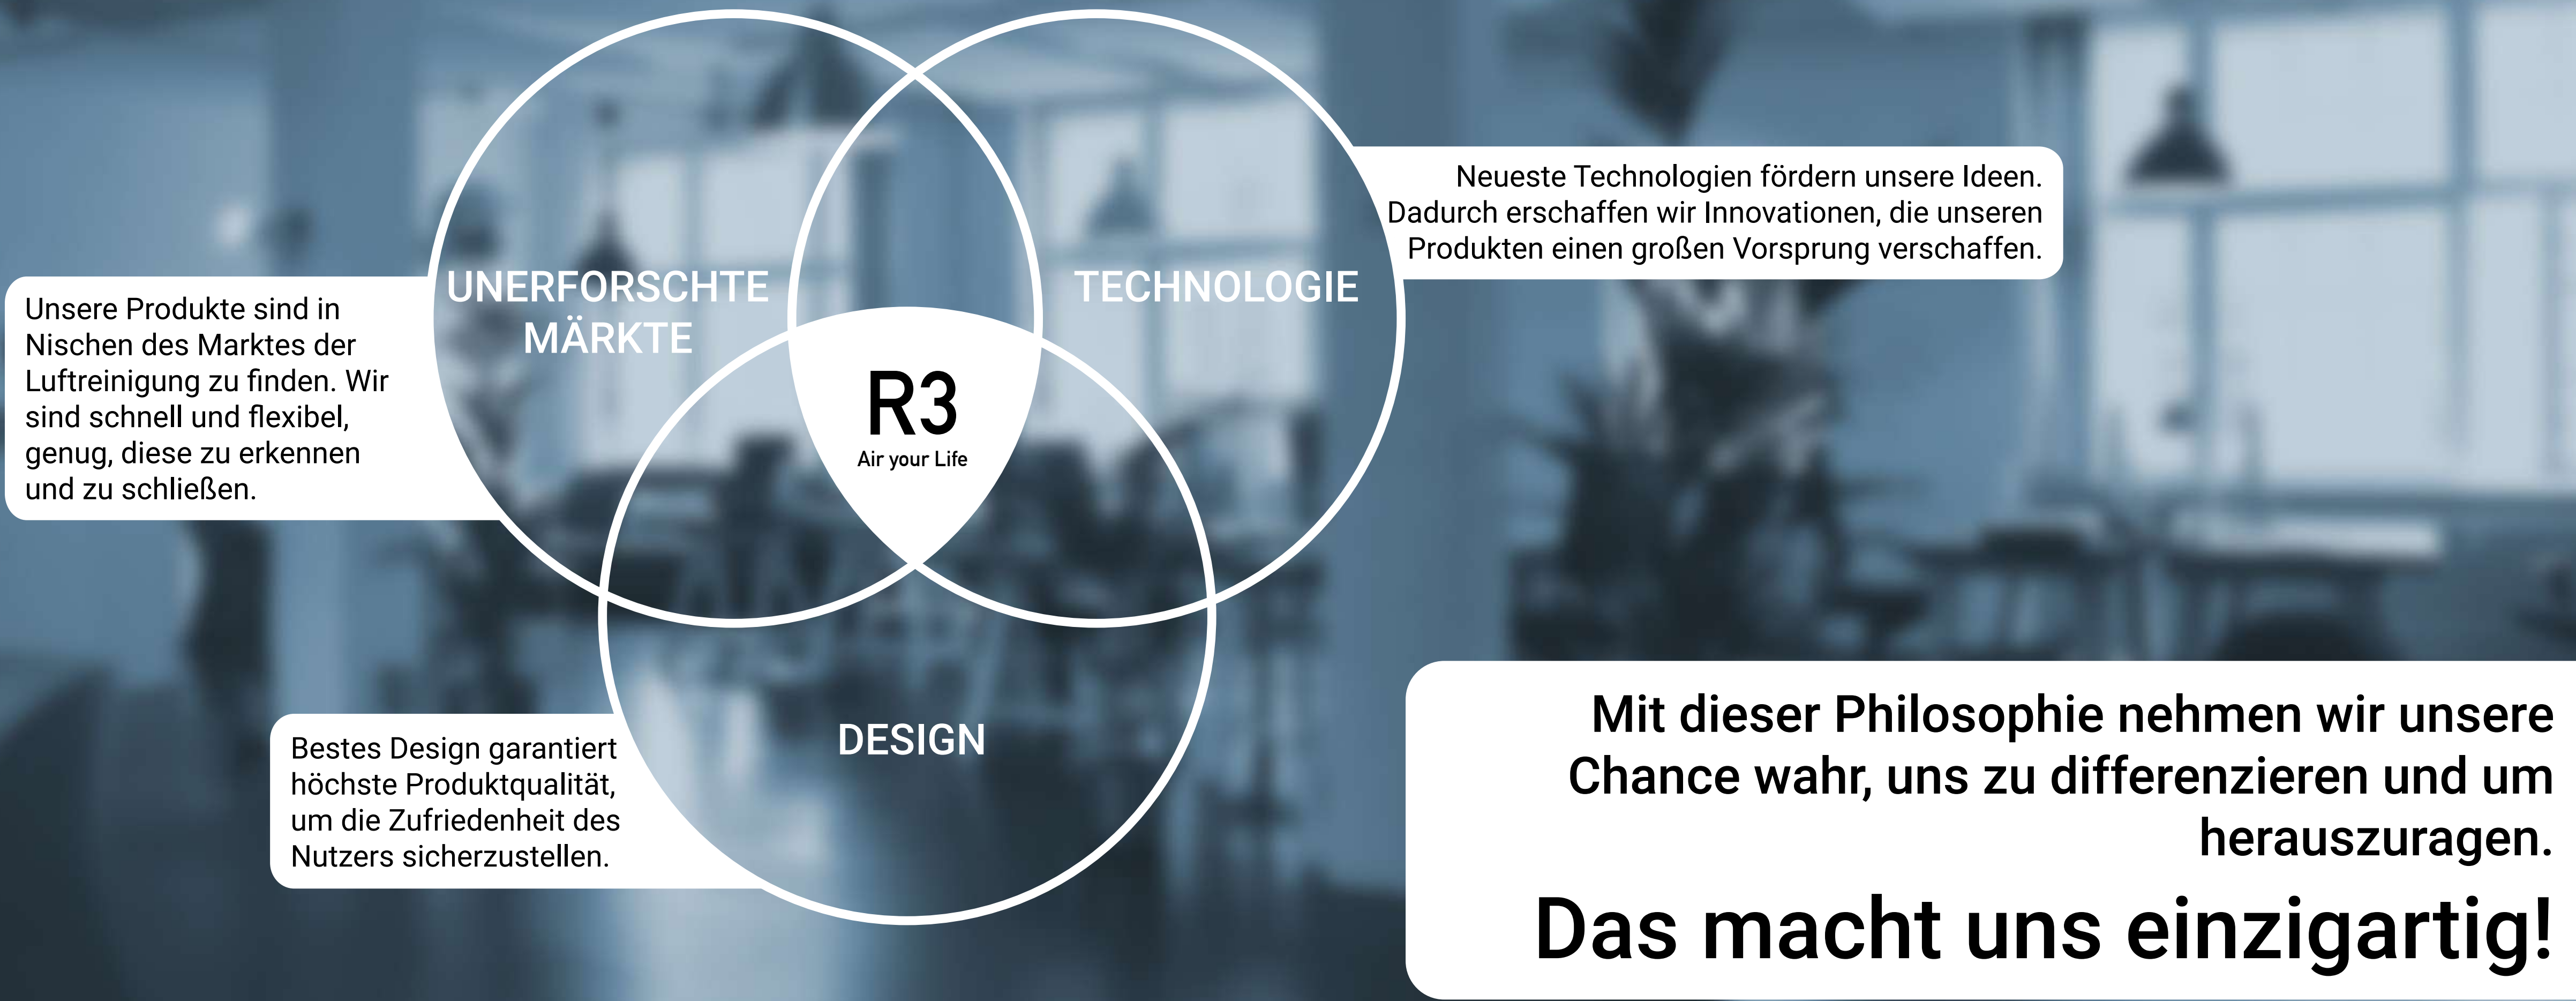 UNERFORSCHTE
MÄRKTE
Unsere Produkte sind in
Nischen des Marktes der
Luftreinigung zu finden. Wir
sind schnell und flexibel,
genug, diese zu erkennen
und zu schließen.
TECHNOLOGIE
Neueste Technologien fördern unsere Ideen.
Dadurch erschaffen wir Innovationen, die unseren
Produkten einen großen Vorsprung verschaffen.
R3
Air your Life
DESIGN
Bestes Design garantiert
höchste Produktqualität,
um die Zufriedenheit des
Nutzers sicherzustellen.
Mit dieser Philosophie nehmen wir unsere
Chance wahr, uns zu differenzieren und um
herauszuragen.
Das macht uns einzigartig!